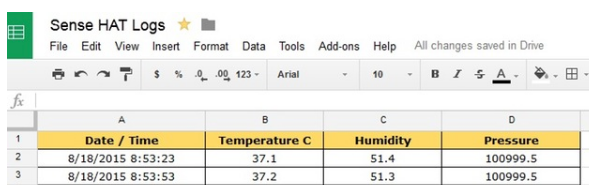 Sense HAT Logs
File Edit View Insert Format Data Tools Add-ons Help All changes saved in Drive
$ % .0 .00 123 Arial 10 B I S A
fx
A B C D
1 Date / Time Temperature C Humidity Pressure
2 8/18/2015 8:53:23 37.1 51.4 100999.5
3 8/18/2015 8:53:53 37.2 51.3 100999.5